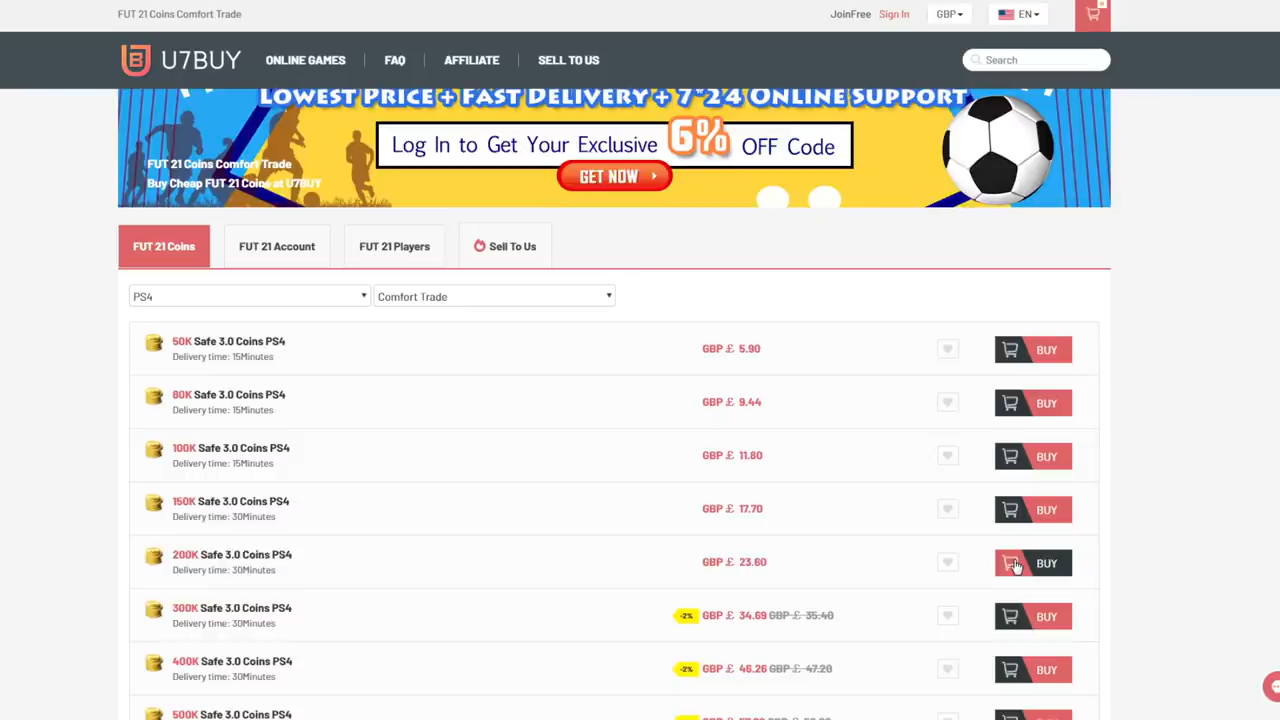 FUT 21 Coins Comfort Trade
JoinFree Sign In GBP EN
U7BUY ONLINE GAMES FAQ AFFILIATE SELL TO US Search
LOWEST PRICE + FAST DELIVERY + 7*24 ONLINE SUPPORT
Log In to Get Your Exclusive 6% OFF Code
FUT 21 Coins Comfort Trade
GET NOW
Buy Cheap FUT 21 Coins at U7BUY
FUT 21 Coins FUT 21 Account FUT 21 Players Sell To Us
PS4 Comfort Trade
50K Safe 3.0 Coins PS4
Delivery time: 15Minutes
GBP £ 5.90 BUY
80K Safe 3.0 Coins PS4
Delivery time: 15Minutes
GBP £ 9.44 BUY
100K Safe 3.0 Coins PS4
Delivery time: 15Minutes
GBP £ 11.80 BUY
150K Safe 3.0 Coins PS4
Delivery time: 30Minutes
GBP £ 17.70 BUY
200K Safe 3.0 Coins PS4
Delivery time: 30Minutes
GBP £ 23.60 BUY
300K Safe 3.0 Coins PS4
Delivery time: 30Minutes
-2% GBP £ 34.69 GBP £ 35.40 BUY
400K Safe 3.0 Coins PS4
Delivery time: 30Minutes
-2% GBP £ 46.26 GBP £ 47.20 BUY
500K Safe 3.0 Coins PS4